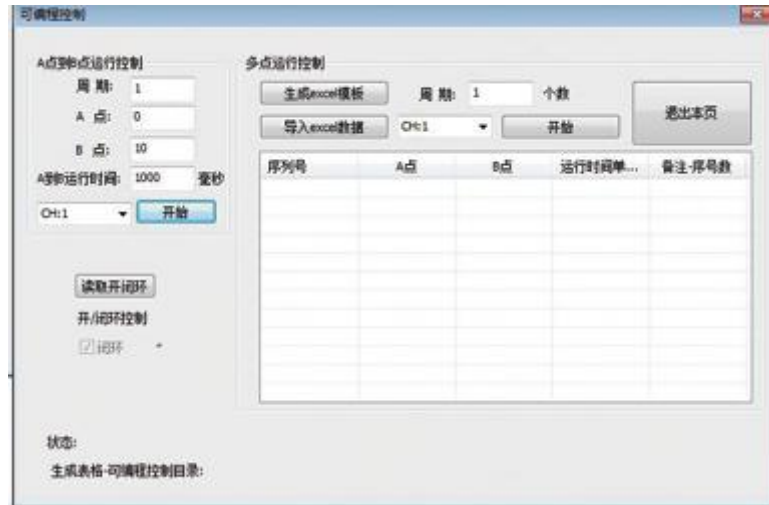 可编程控制
A点到B点运行控制
周 期: 1
A 点: 0
B 点: 10
A到B运行时间: 1000 毫秒
CH:1 开始
读取开闭环
开/闭环控制
闭环
多点运行控制
生成excel模板 周 期: 1 个数
导入excel数据 CH:1 开始
退出本页
序列号 A点 B点 运行时间单... 备注-序号数
状态:
生成表格-可编程控制目录: